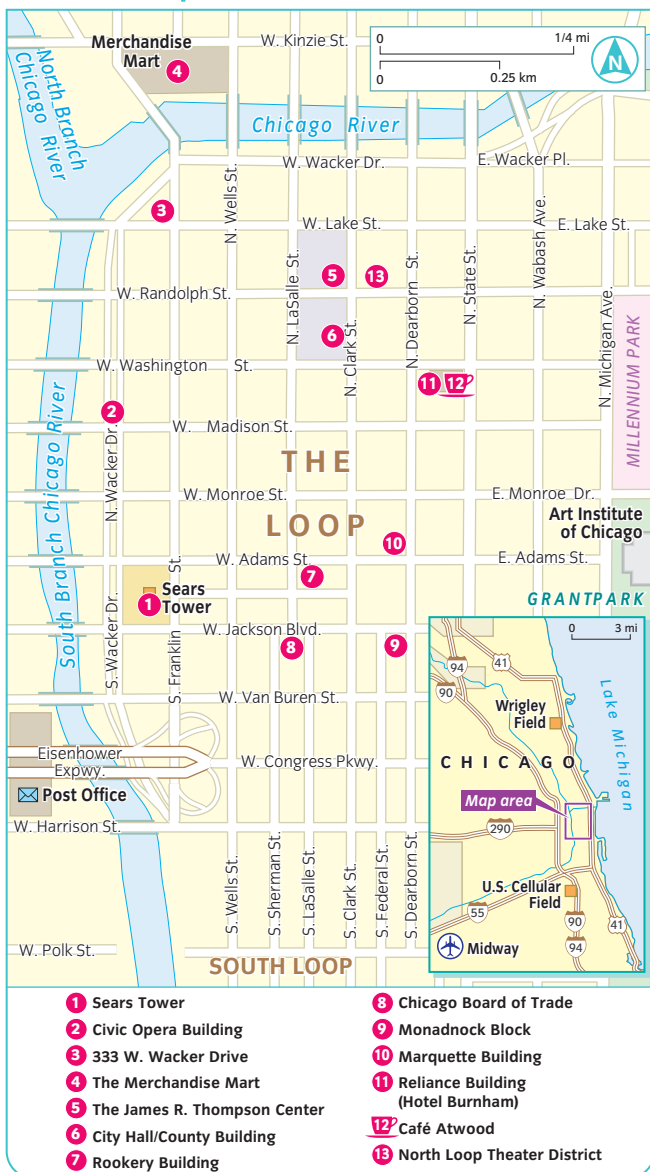 Merchandise
Mart
4
W. Kinzie St.
0
1/4 mi
0
0.25 km
N
North Branch
Chicago River
Chicago River
W. Wacker Dr.
E. Wacker Pl.
3
N. Wells St.
W. Lake St.
E. Lake St.
N. Wabash Ave.
N. LaSalle St.
5
13
N. Dearborn St.
N. State St.
W. Randolph St.
N. Michigan Ave.
6
N. Clark St.
MILLENNIUM PARK
W. Washington St.
11
12
2
W. Madison St.
South Branch Chicago River
N. Wacker Dr.
THE
LOOP
W. Monroe St.
E. Monroe Dr.
Art Institute
of Chicago
10
W. Adams St.
E. Adams St.
7
Sears
Tower
1
GRANTPARK
S. Wacker Dr.
S. Franklin St.
W. Jackson Blvd.
8
9
W. Van Buren St.
Eisenhower
Expwy.
W. Congress Pkwy.
Post Office
W. Harrison St.
S. Wells St.
S. Sherman St.
S. LaSalle St.
S. Clark St.
S. Federal St.
S. Dearborn St.
W. Polk St.
SOUTH LOOP
0
3 mi
94
41
90
Wrigley
Field
Lake Michigan
CHICAGO
Map area
290
U.S. Cellular
Field
55
90
94
41
Midway
1 Sears Tower
2 Civic Opera Building
3 333 W. Wacker Drive
4 The Merchandise Mart
5 The James R. Thompson Center
6 City Hall/County Building
7 Rookery Building
8 Chicago Board of Trade
9 Monadnock Block
10 Marquette Building
11 Reliance Building
(Hotel Burnham)
12 Café Atwood
13 North Loop Theater District